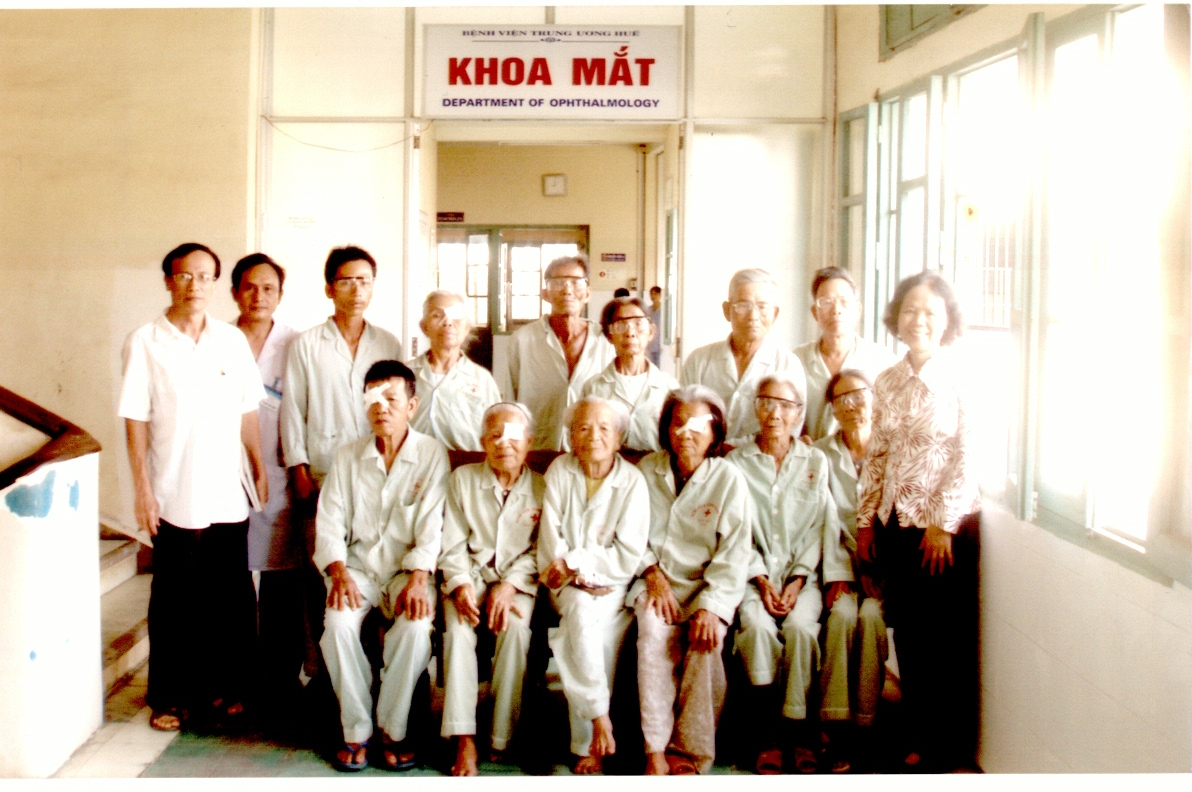 BỆNH VIỆN TRUNG ƯƠNG HUẾ
KHOA MẮT
DEPARTMENT OF OPHTHALMOLOGY